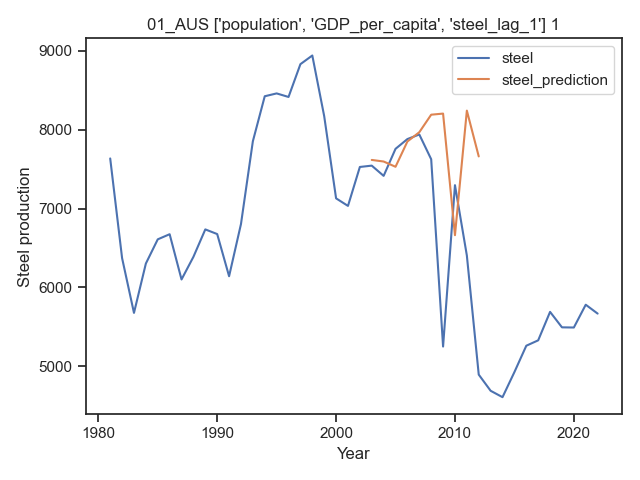 01_AUS ['population', 'GDP_per_capita', 'steel_lag_1'] 1
steel
steel_prediction
9000
8000
7000
6000
5000
Steel production
1980
1990
2000
2010
2020
Year